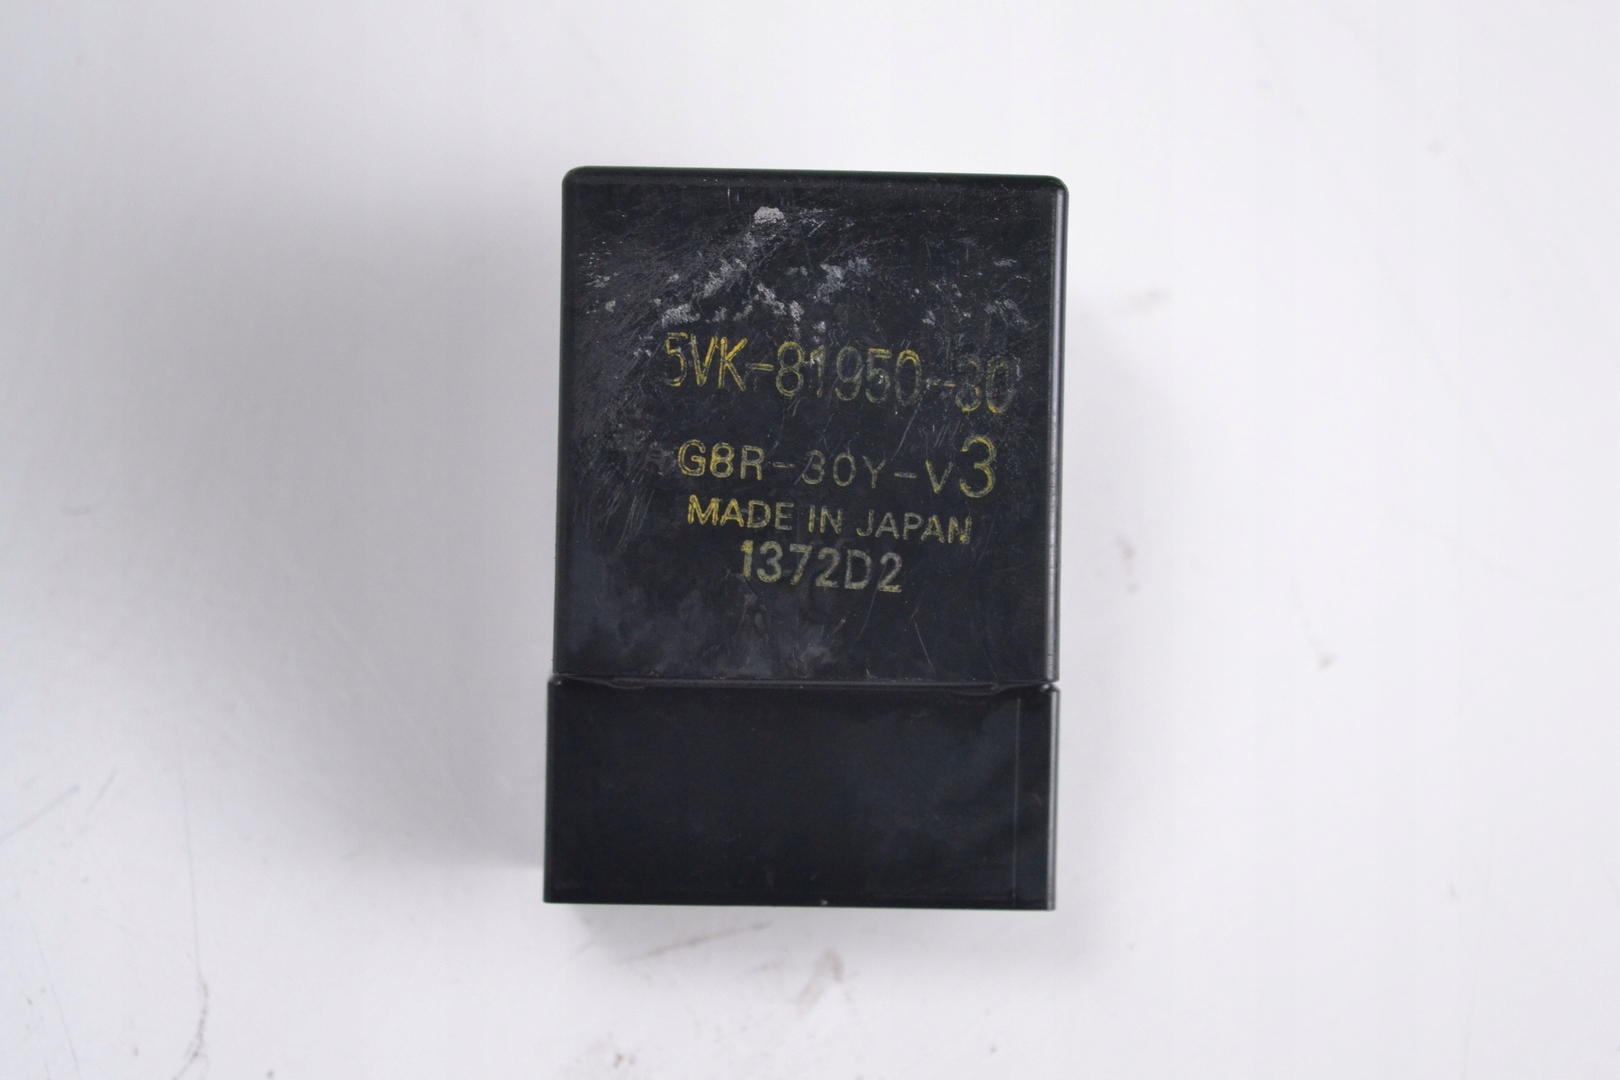 5VK-81950-30
G8R-30Y-V3
MADE IN JAPAN
1372D2